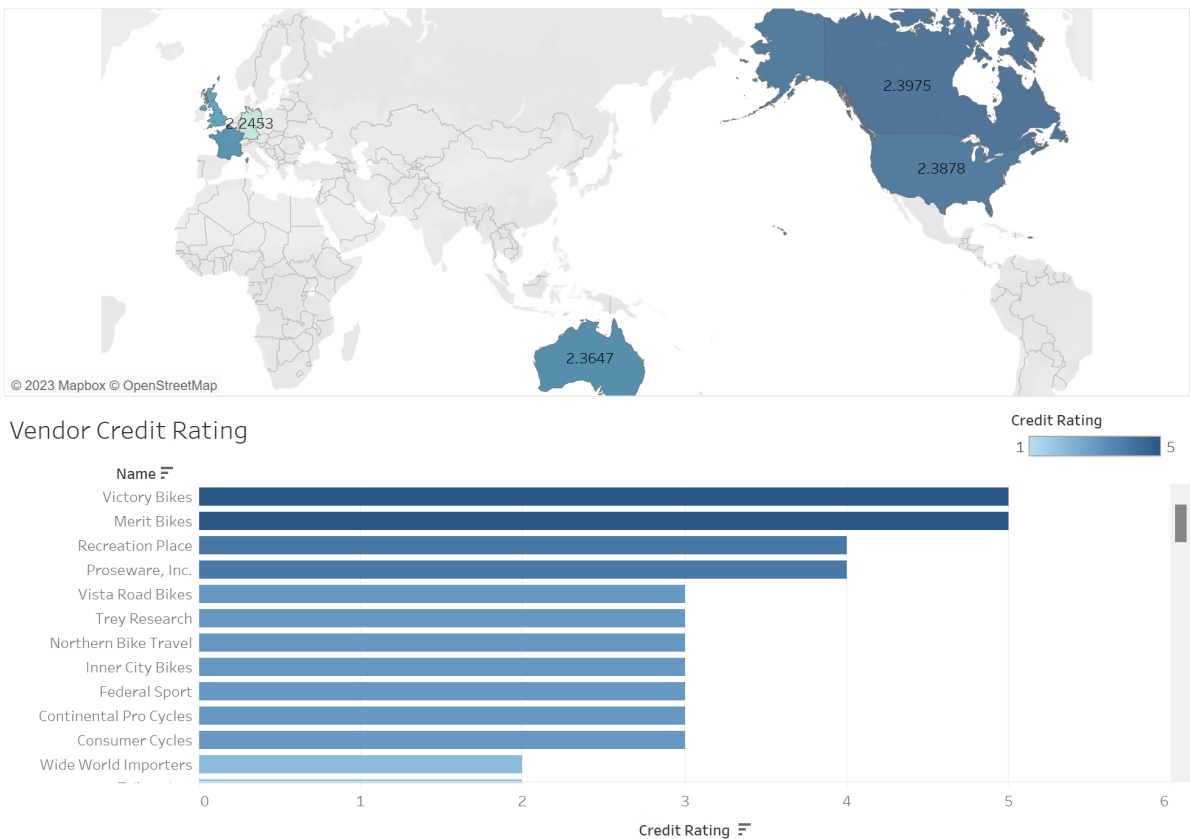 2.3975
2.2453
2.3878
2.3647
© 2023 Mapbox © OpenStreetMap
Vendor Credit Rating
Credit Rating
1 5
Name
Victory Bikes
Merit Bikes
Recreation Place
Proseware, Inc.
Vista Road Bikes
Trey Research
Northern Bike Travel
Inner City Bikes
Federal Sport
Continental Pro Cycles
Consumer Cycles
Wide World Importers
0 1 2 3 4 5 6
Credit Rating